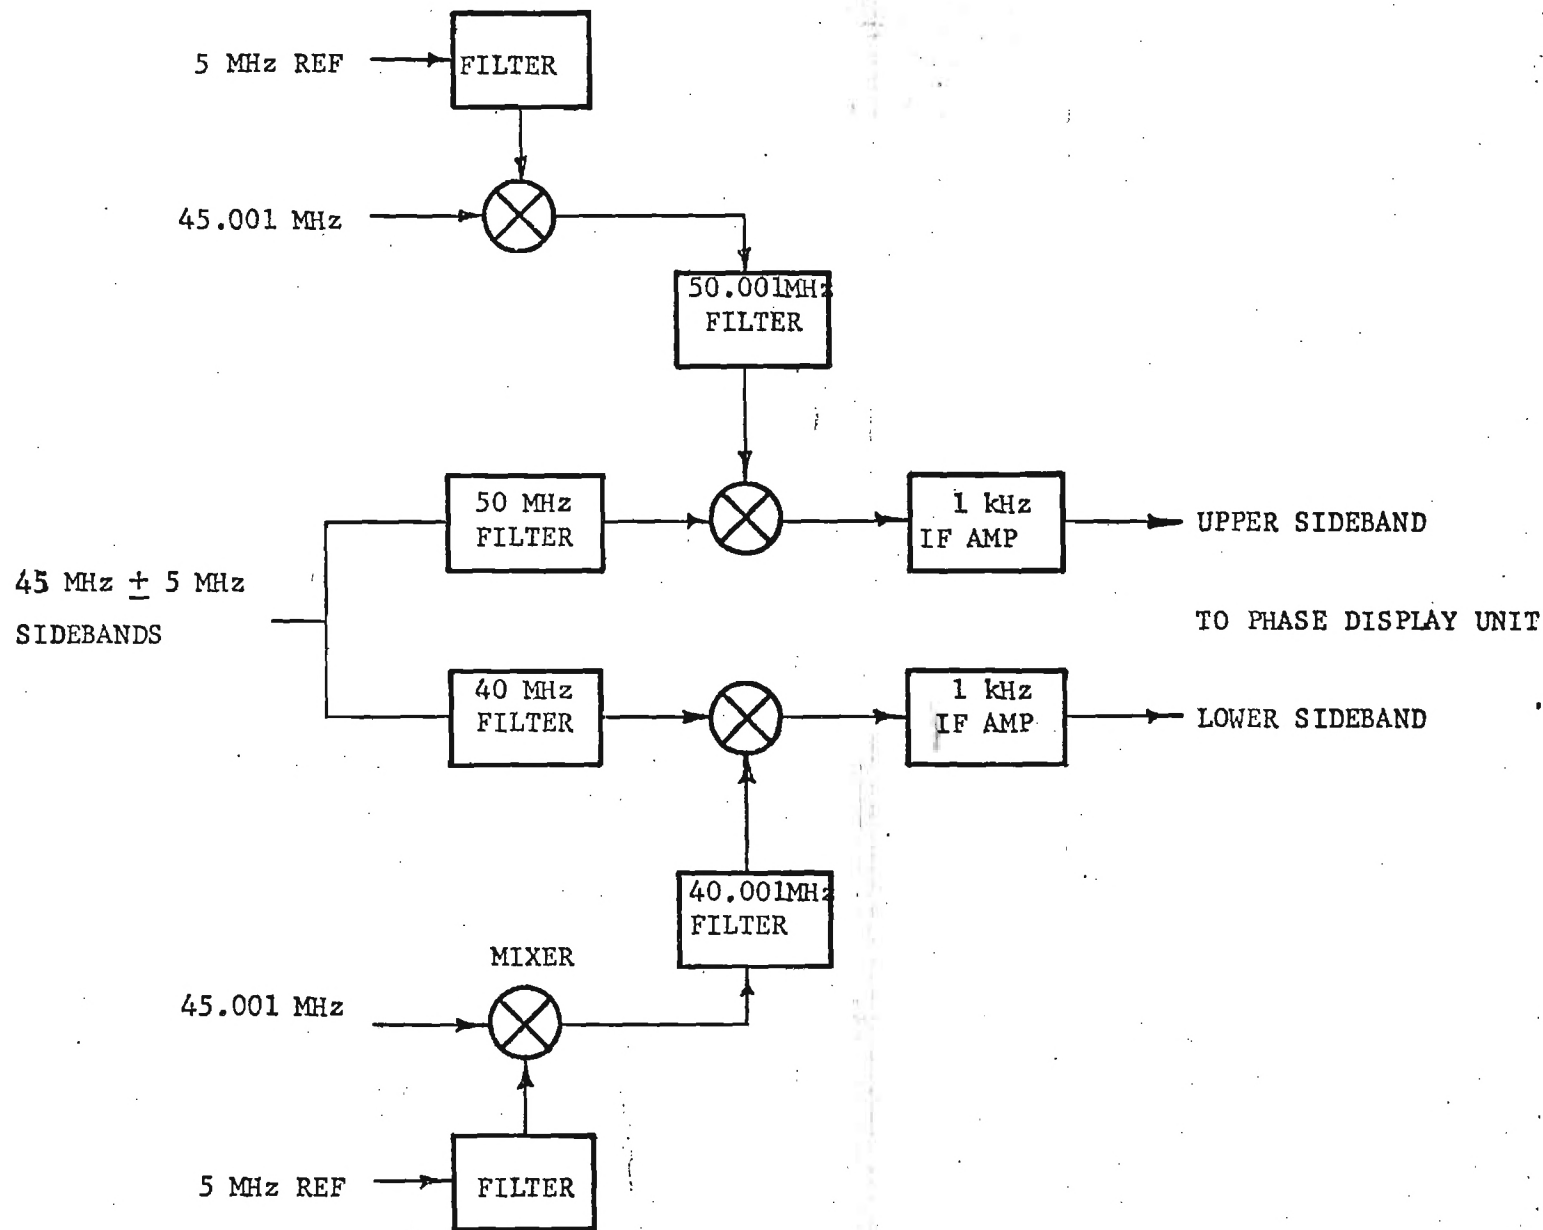 5 MHz REF
FILTER
45.001 MHz
50.001MHz
FILTER
50 MHz
FILTER
1 kHz
IF AMP
UPPER SIDEBAND
45 MHz ± 5 MHz
SIDEBANDS
TO PHASE DISPLAY UNIT
40 MHz
FILTER
1 kHz
IF AMP
LOWER SIDEBAND
40.001MHz
FILTER
MIXER
45.001 MHz
5 MHz REF
FILTER